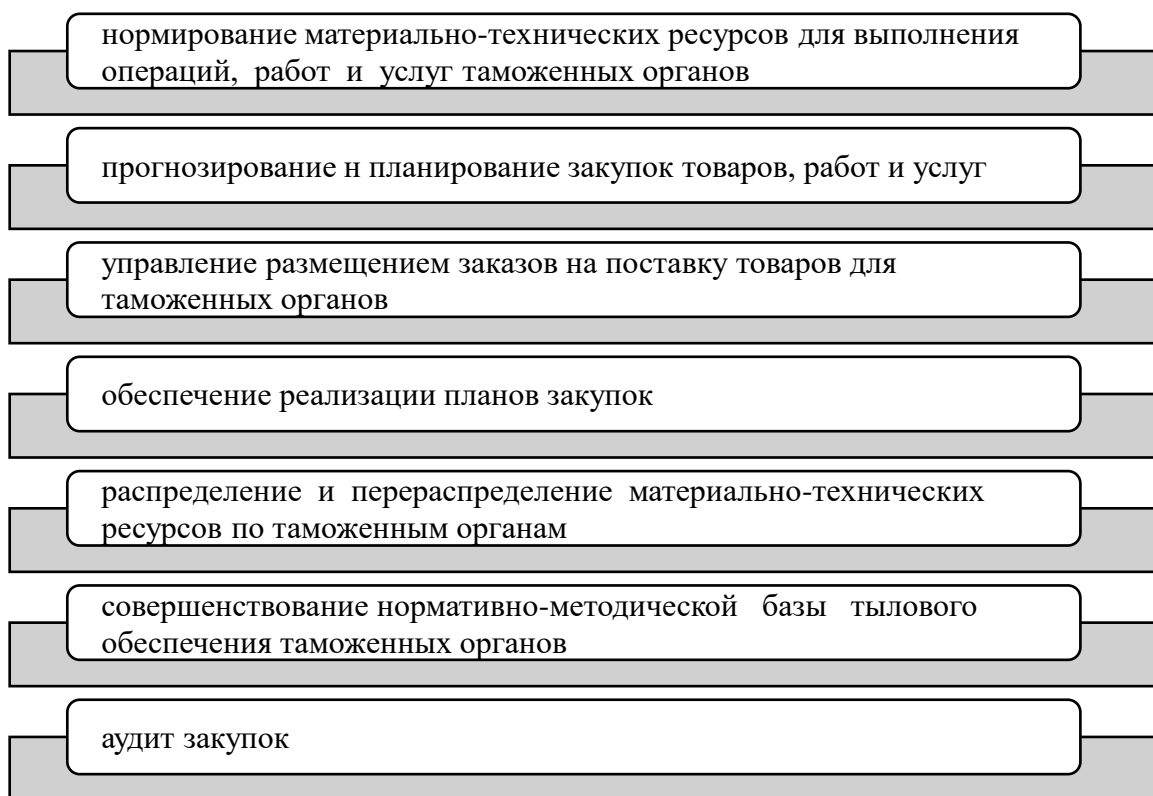 нормирование материально-технических ресурсов для выполнения
операций, работ и услуг таможенных органов
прогнозирование н планирование закупок товаров, работ и услуг
управление размещением заказов на поставку товаров для
таможенных органов
обеспечение реализации планов закупок
распределение и перераспределение материально-технических
ресурсов по таможенным органам
совершенствование нормативно-методической базы тылового
обеспечения таможенных органов
аудит закупок